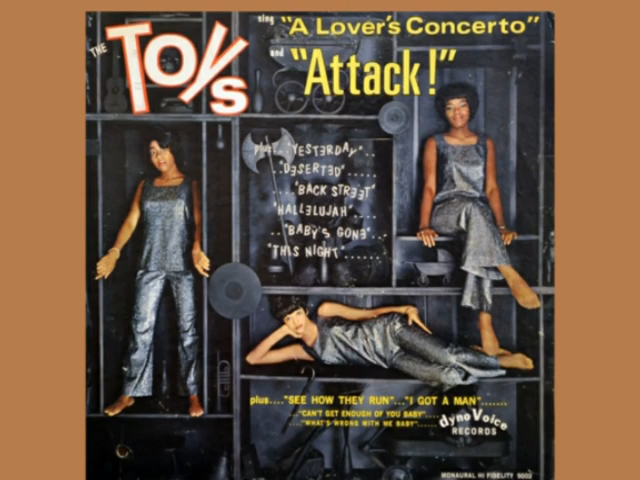 THE
TOYS
sing "A Lover's Concerto"
and "Attack!"
plus..."YESTERDAY"..
..."DESERTED".....
...."BACK STREET"
"HALLELUJAH"....
.."BABY'S GONE"...
"THIS NIGHT"......
plus...."SEE HOW THEY RUN"..."I GOT A MAN".......
...."CAN'T GET ENOUGH OF YOU BABY"....
...."WHAT'S WRONG WITH ME BABY"......
dynoVoice
RECORDS
MONAURAL HI FIDELITY 9002